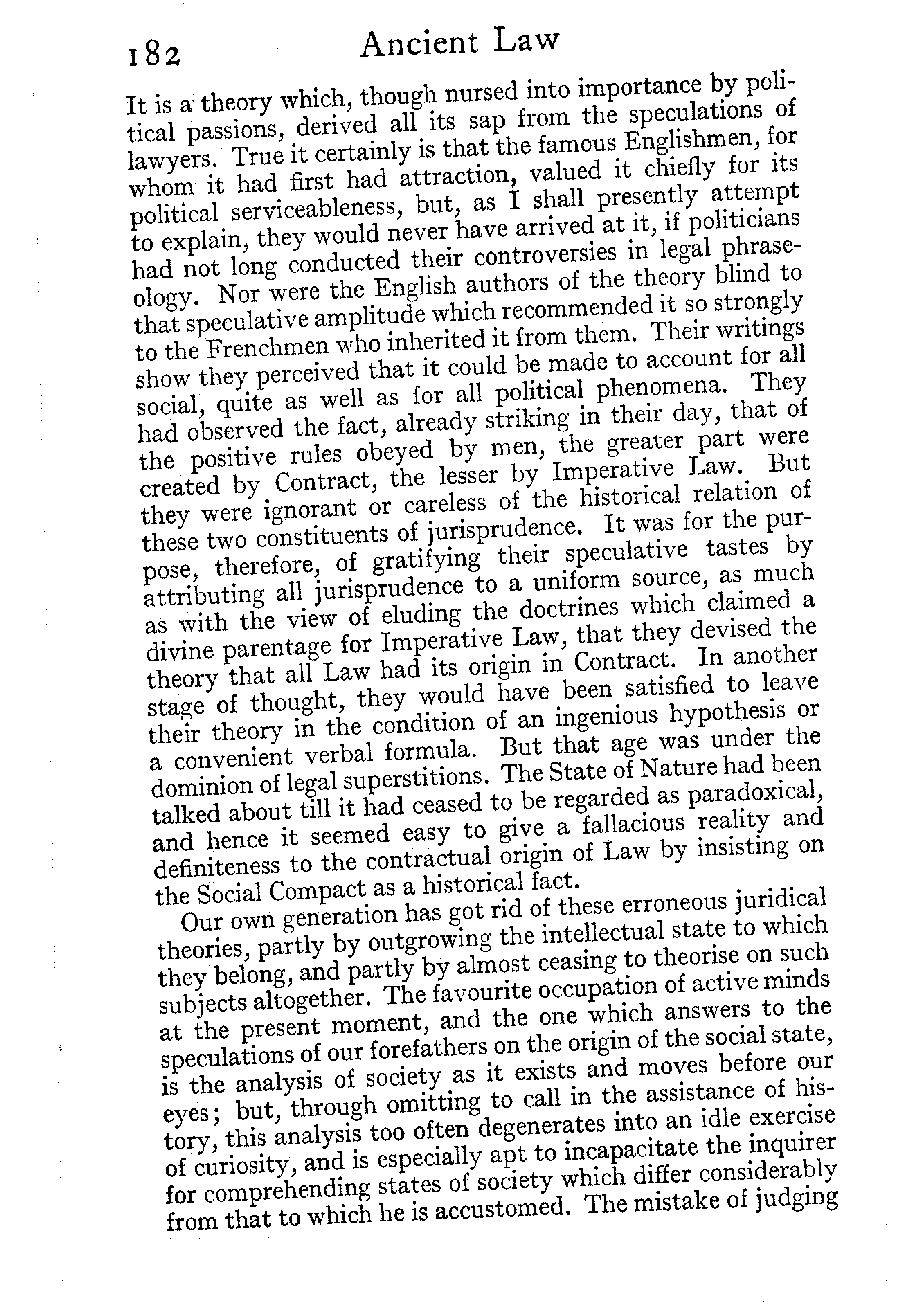 182 Ancient Law
It is a theory which, though nursed into importance by poli-
tical passions, derived all its sap from the speculations of
lawyers. True it certainly is that the famous Englishmen, for
whom it had first had attraction, valued it chiefly for its
political serviceableness, but, as I shall presently attempt
to explain, they would never have arrived at it, if politicians
had not long conducted their controversies in legal phrase-
ology. Nor were the English authors of the theory blind to
that speculative amplitude which recommended it so strongly
to the Frenchmen who inherited it from them. Their writings
show they perceived that it could be made to account for all
social, quite as well as for all political phenomena. They
had observed the fact, already striking in their day, that of
the positive rules obeyed by men, the greater part were
created by Contract, the lesser by Imperative Law. But
they were ignorant or careless of the historical relation of
these two constituents of jurisprudence. It was for the pur-
pose, therefore, of gratifying their speculative tastes by
attributing all jurisprudence to a uniform source, as much
as with the view of eluding the doctrines which claimed a
divine parentage for Imperative Law, that they devised the
theory that all Law had its origin in Contract. In another
stage of thought, they would have been satisfied to leave
their theory in the condition of an ingenious hypothesis or
a convenient verbal formula. But that age was under the
dominion of legal superstitions. The State of Nature had been
talked about till it had ceased to be regarded as paradoxical,
and hence it seemed easy to give a fallacious reality and
definiteness to the contractual origin of Law by insisting on
the Social Compact as a historical fact.
Our own generation has got rid of these erroneous juridical
theories, partly by outgrowing the intellectual state to which
they belong, and partly by almost ceasing to theorise on such
subjects altogether. The favourite occupation of active minds
at the present moment, and the one which answers to the
speculations of our forefathers on the origin of the social state,
is the analysis of society as it exists and moves before our
eyes; but, through omitting to call in the assistance of his-
tory, this analysis too often degenerates into an idle exercise
of curiosity, and is especially apt to incapacitate the inquirer
for comprehending states of society which differ considerably
from that to which he is accustomed. The mistake of judging